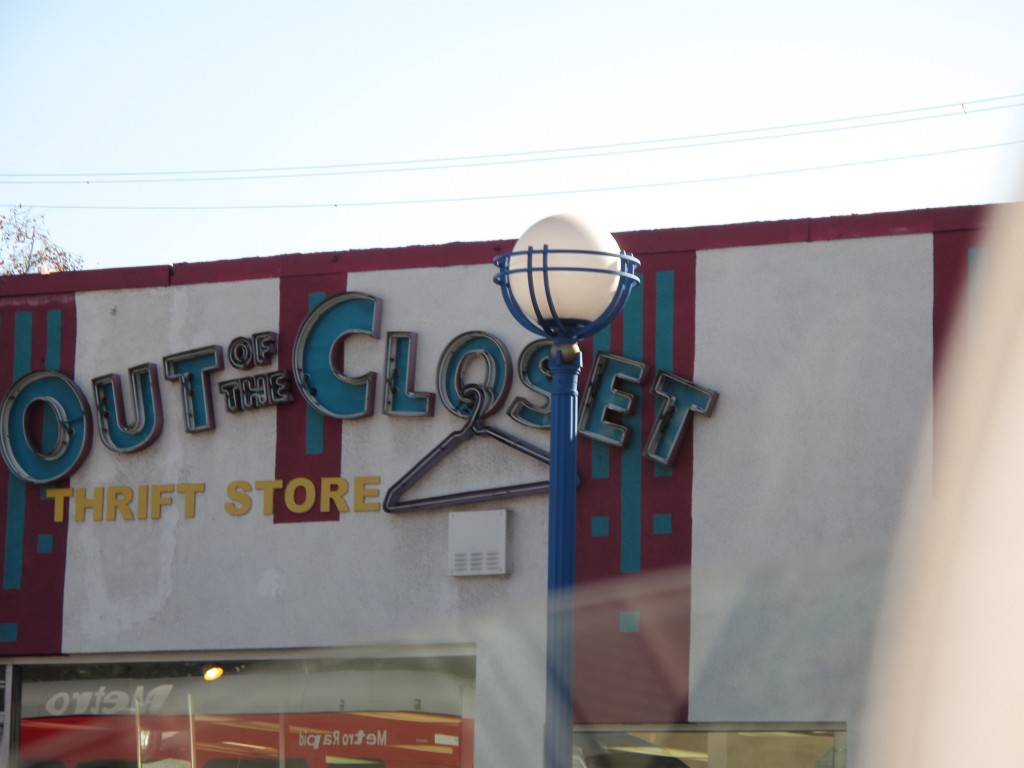 OUT OF THE CLOSET
THRIFT STORE
Metro
Metro Rapid